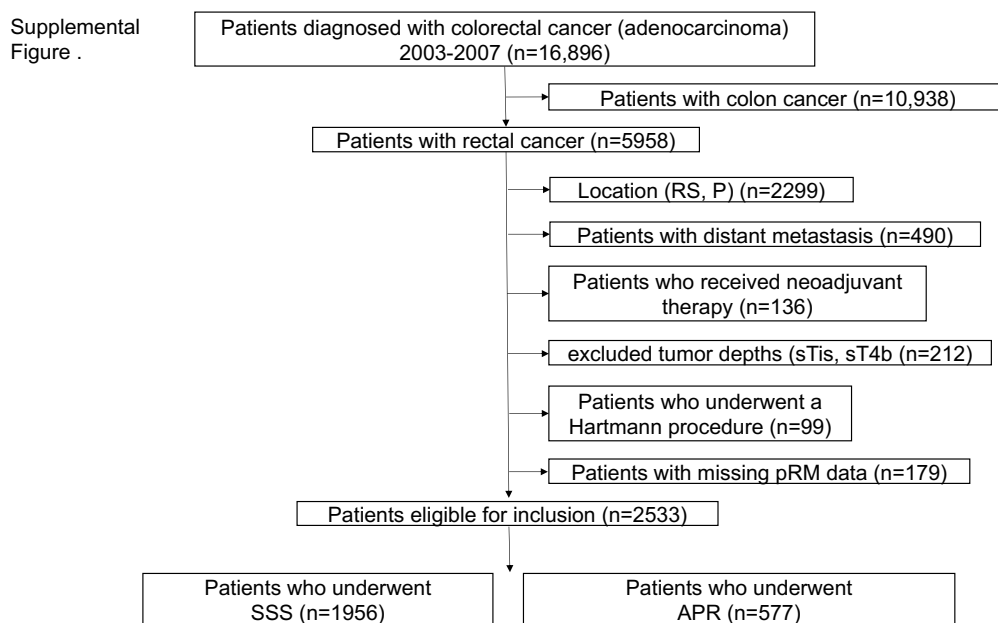 Supplemental
Figure .
Patients diagnosed with colorectal cancer (adenocarcinoma)
2003-2007 (n=16,896)
Patients with colon cancer (n=10,938)
Patients with rectal cancer (n=5958)
Location (RS, P) (n=2299)
Patients with distant metastasis (n=490)
Patients who received neoadjuvant
therapy (n=136)
excluded tumor depths (sTis, sT4b (n=212)
Patients who underwent a
Hartmann procedure (n=99)
Patients with missing pRM data (n=179)
Patients eligible for inclusion (n=2533)
Patients who underwent
SSS (n=1956)
Patients who underwent
APR (n=577)